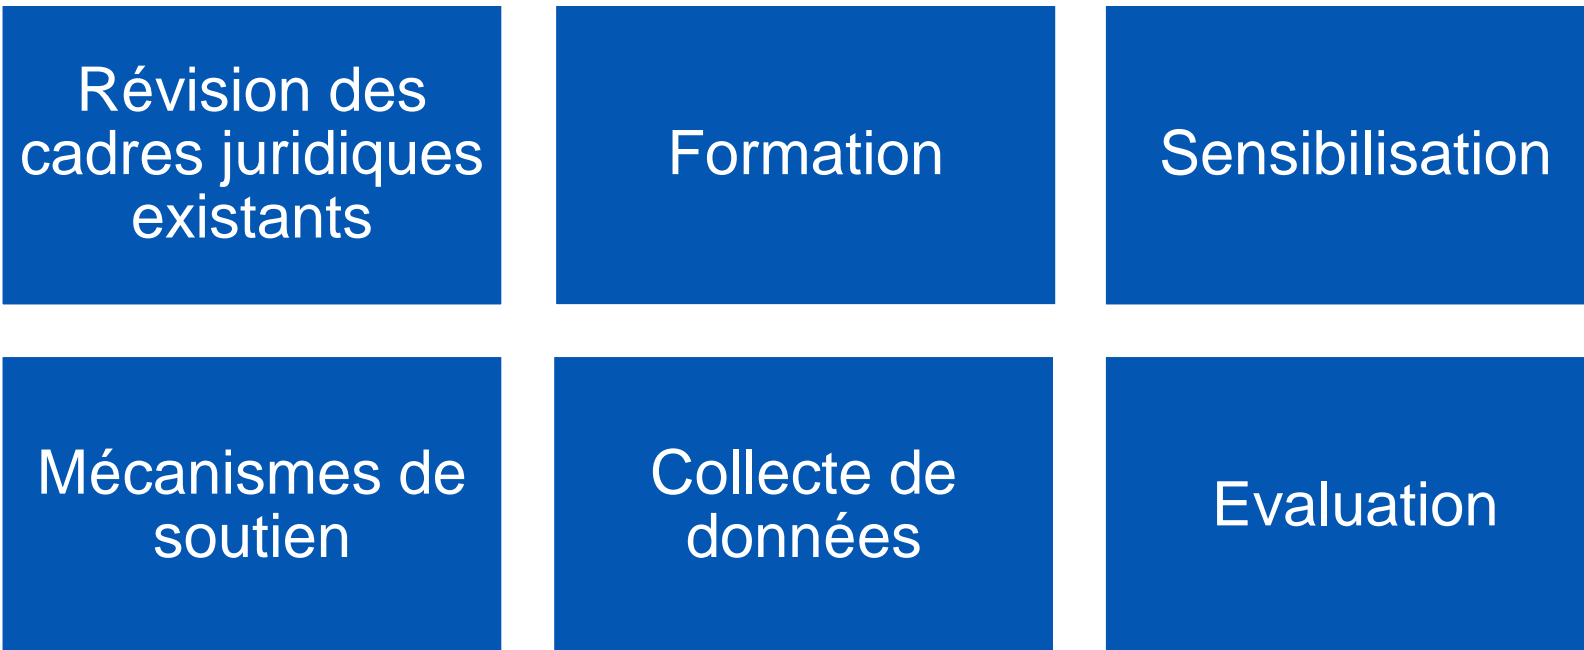 Révision des
cadres juridiques
existants
Formation
Sensibilisation
Mécanismes de
soutien
Collecte de
données
Evaluation